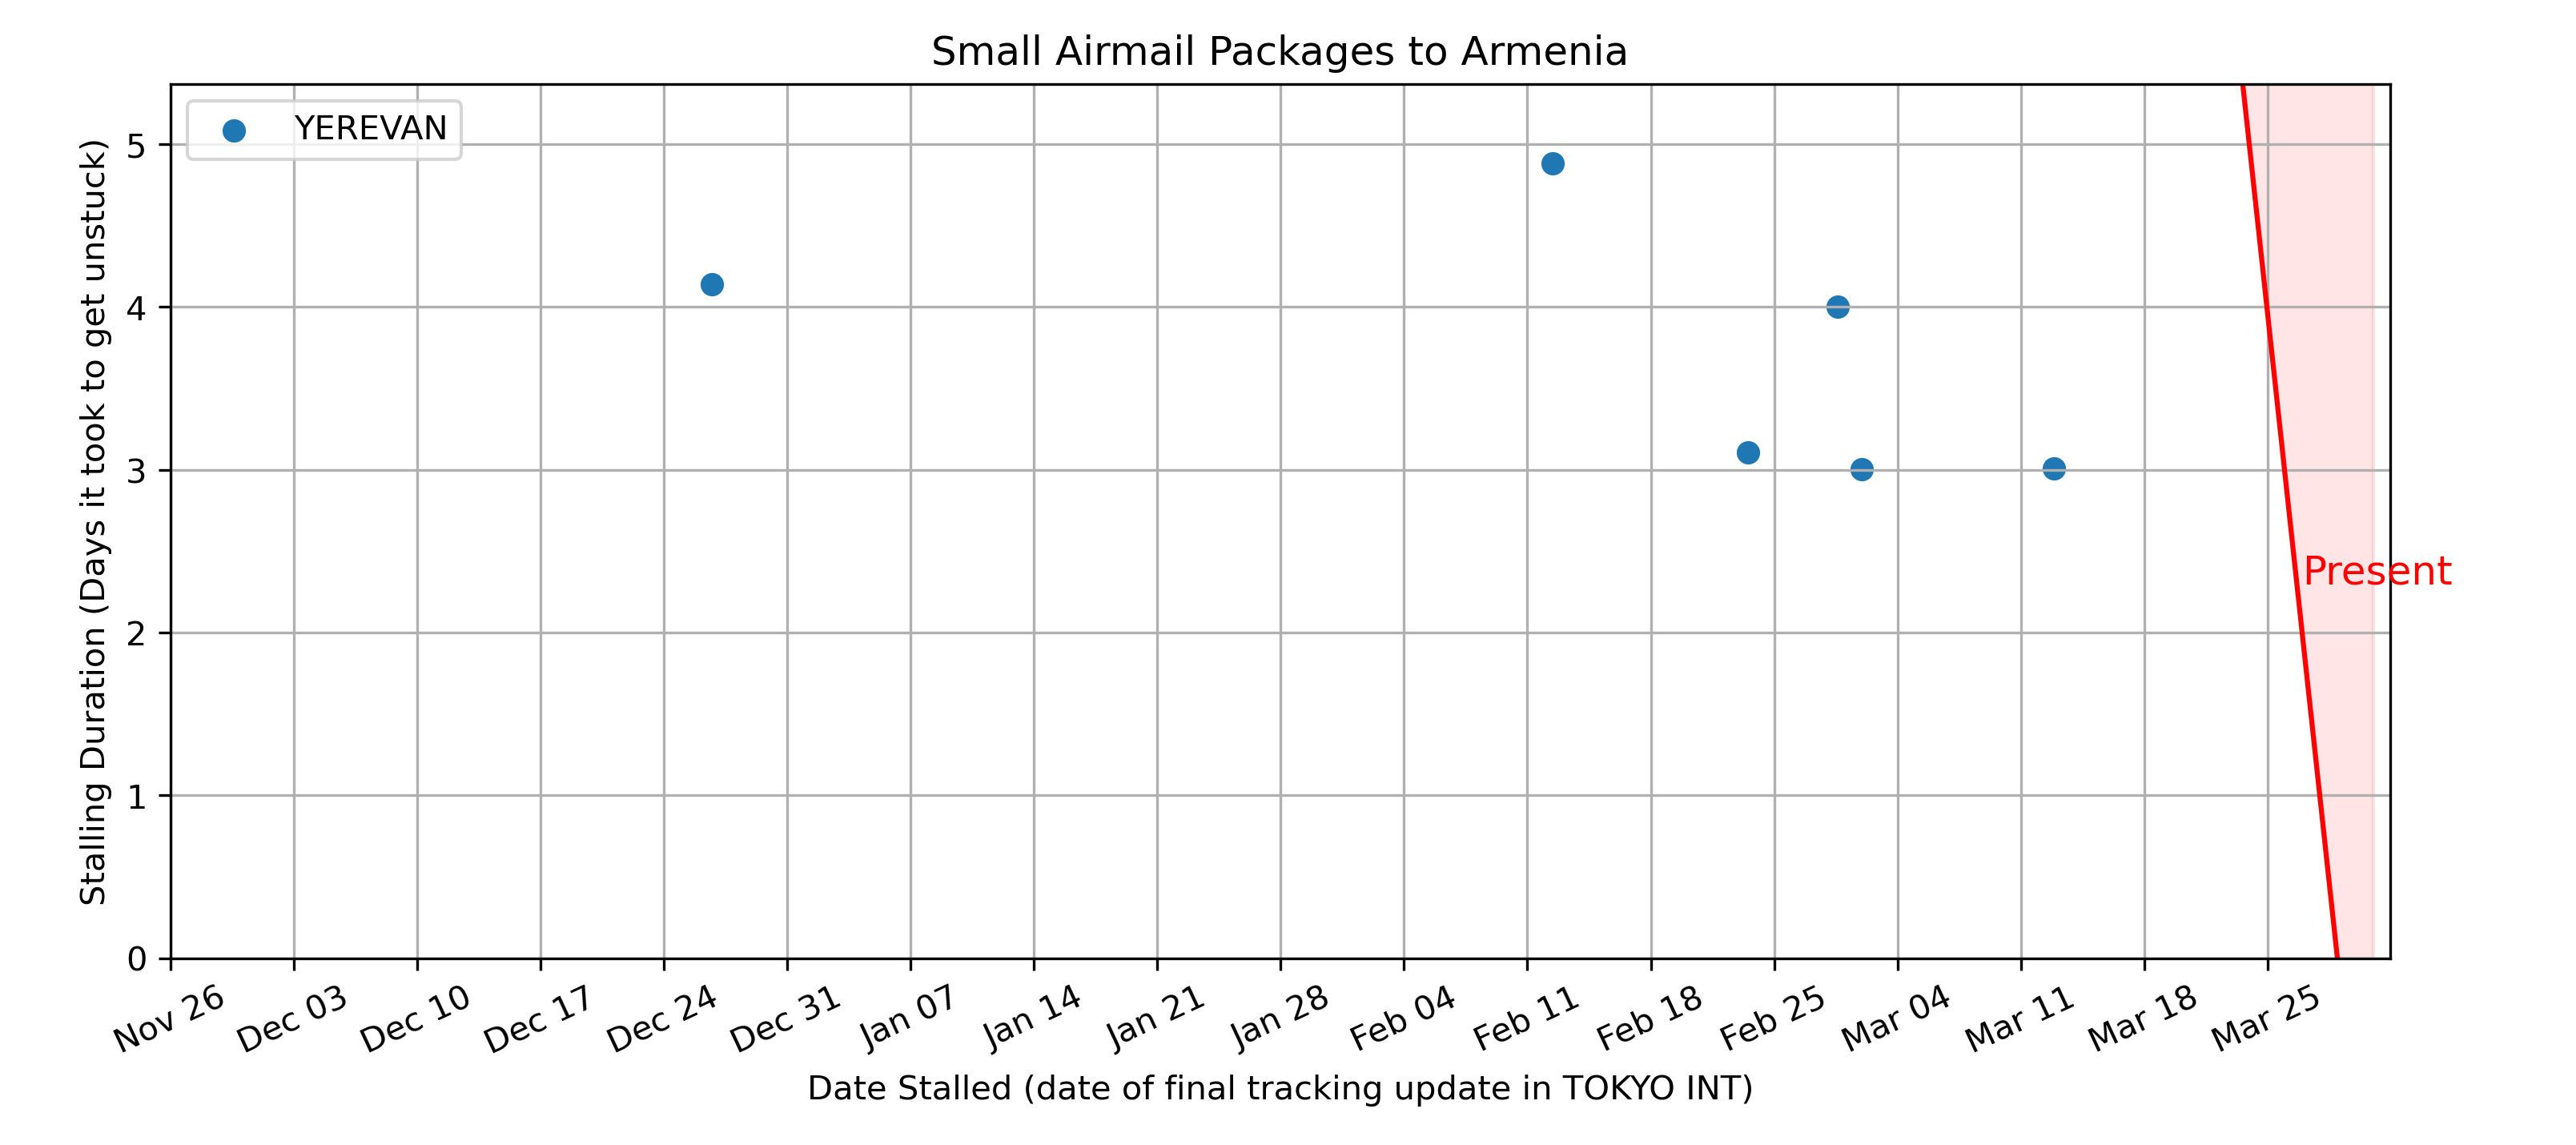 Small Airmail Packages to Armenia
YEREVAN
Stalling Duration (Days it took to get unstuck)
5
4
3
2
1
0
Present
Nov 26
Dec 03
Dec 10
Dec 17
Dec 24
Dec 31
Jan 07
Jan 14
Jan 21
Jan 28
Feb 04
Feb 11
Feb 18
Feb 25
Mar 04
Mar 11
Mar 18
Mar 25
Date Stalled (date of final tracking update in TOKYO INT)